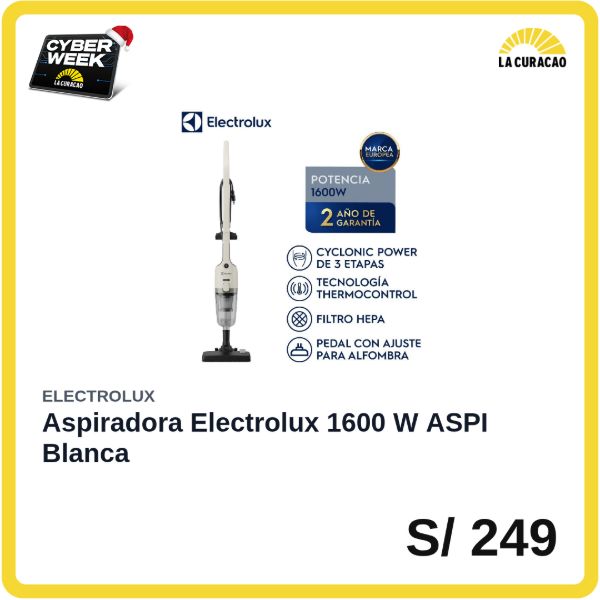 CYBER
WEEK
LA CURACAO
LA CURACAO
Electrolux
MARCA
EUROPEA
POTENCIA
1600W
2 AÑO DE
GARANTÍA
CYCLONIC POWER
DE 3 ETAPAS
TECNOLOGÍA
THERMOCONTROL
FILTRO HEPA
PEDAL CON AJUSTE
PARA ALFOMBRA
ELECTROLUX
Aspiradora Electrolux 1600 W ASPI
Blanca
S/ 249